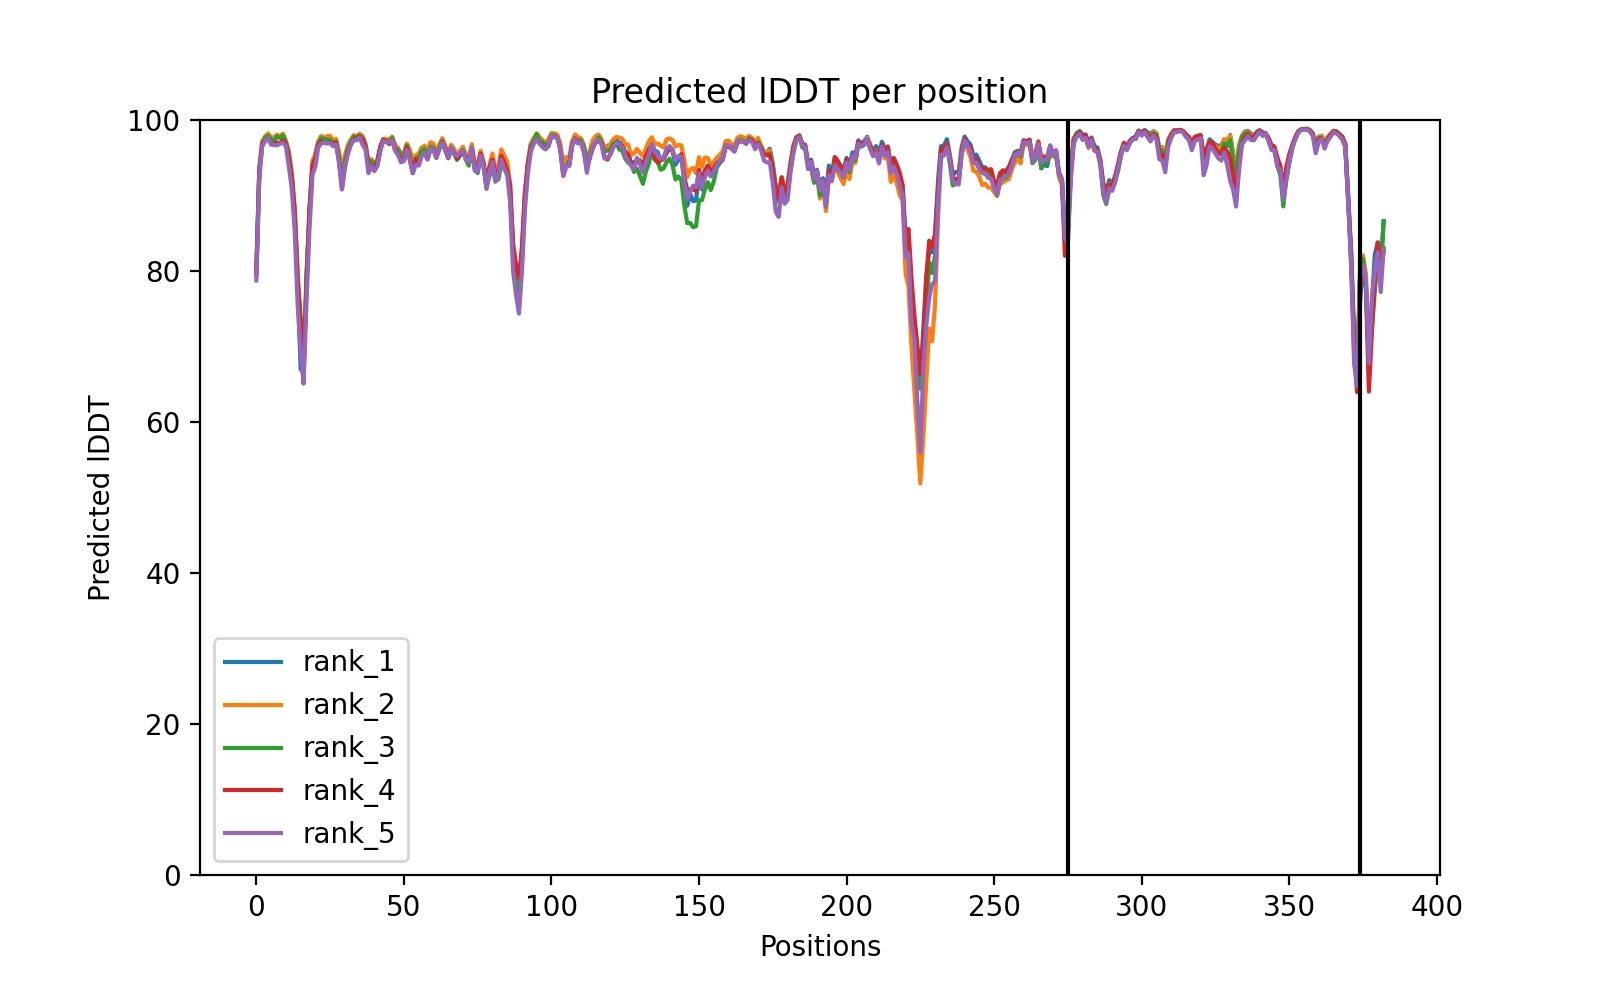 Predicted lDDT per position
100
80
60
40
20
0
Predicted lDDT
rank_1
rank_2
rank_3
rank_4
rank_5
0 50 100 150 200 250 300 350 400
Positions